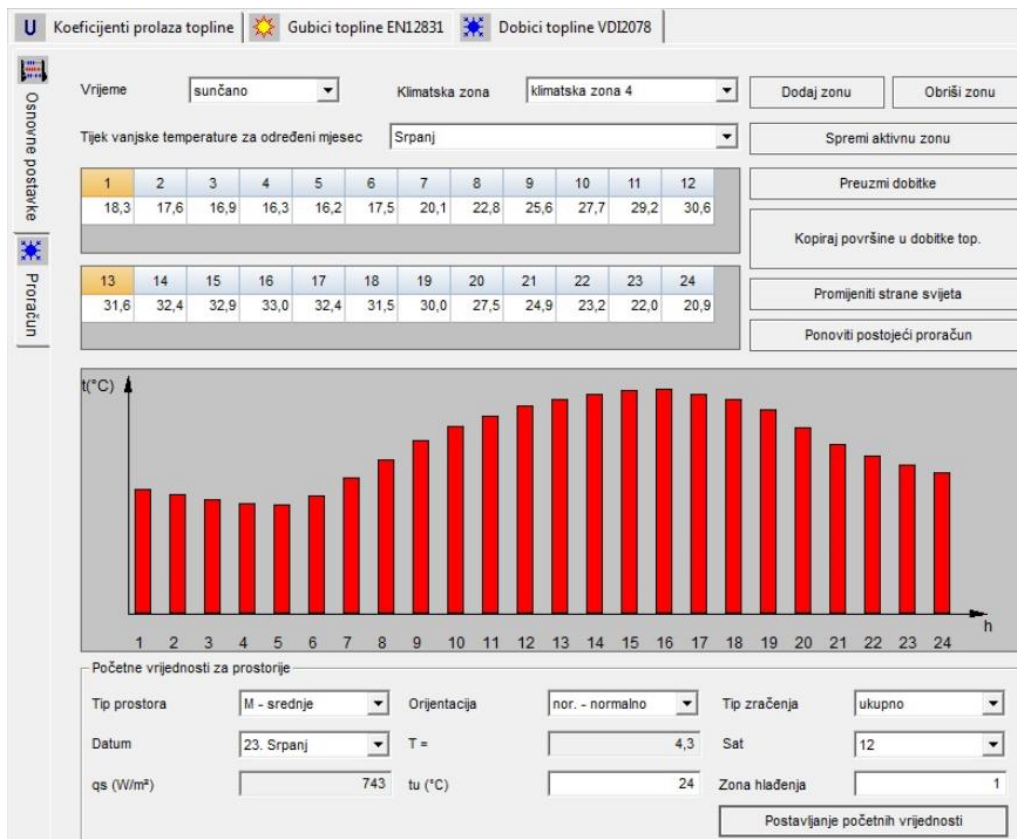 U Koeficijenti prolaza topline Gubici topline EN12831 Dobici topline VDI2078
Osnovne postavke
Proračun
Vrijeme sunčano Klimatska zona klimatska zona 4 Dodaj zonu Obriši zonu
Tijek vanjske temperature za određeni mjesec Srpanj Spremi aktivnu zonu
1 2 3 4 5 6 7 8 9 10 11 12
18,3 17,6 16,9 16,3 16,2 17,5 20,1 22,8 25,6 27,7 29,2 30,6
Preuzmi dobitke
Kopiraj površine u dobitke top.
13 14 15 16 17 18 19 20 21 22 23 24
31,6 32,4 32,9 33,0 32,4 31,5 30,0 27,5 24,9 23,2 22,0 20,9
Promijeniti strane svijeta
Ponoviti postojeći proračun
t(°C)
h
1 2 3 4 5 6 7 8 9 10 11 12 13 14 15 16 17 18 19 20 21 22 23 24
Početne vrijednosti za prostorije
Tip prostora M - srednje Orijentacija nor. - normalno Tip zračenja ukupno
Datum 23. Srpanj T = 4,3 Sat 12
qs (W/m²) 743 tu (°C) 24 Zona hlađenja 1
Postavljanje početnih vrijednosti